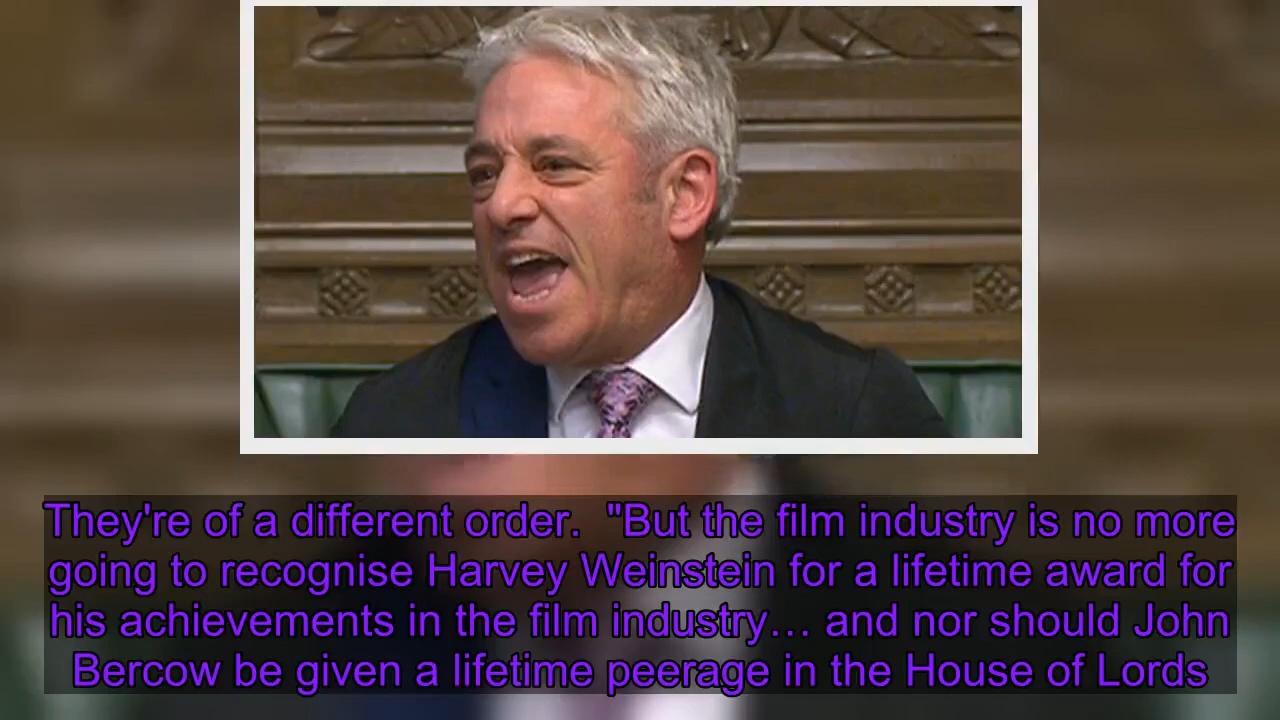 They're of a different order.  "But the film industry is no more
going to recognise Harvey Weinstein for a lifetime award for
his achievements in the film industry… and nor should John
Bercow be given a lifetime peerage in the House of Lords